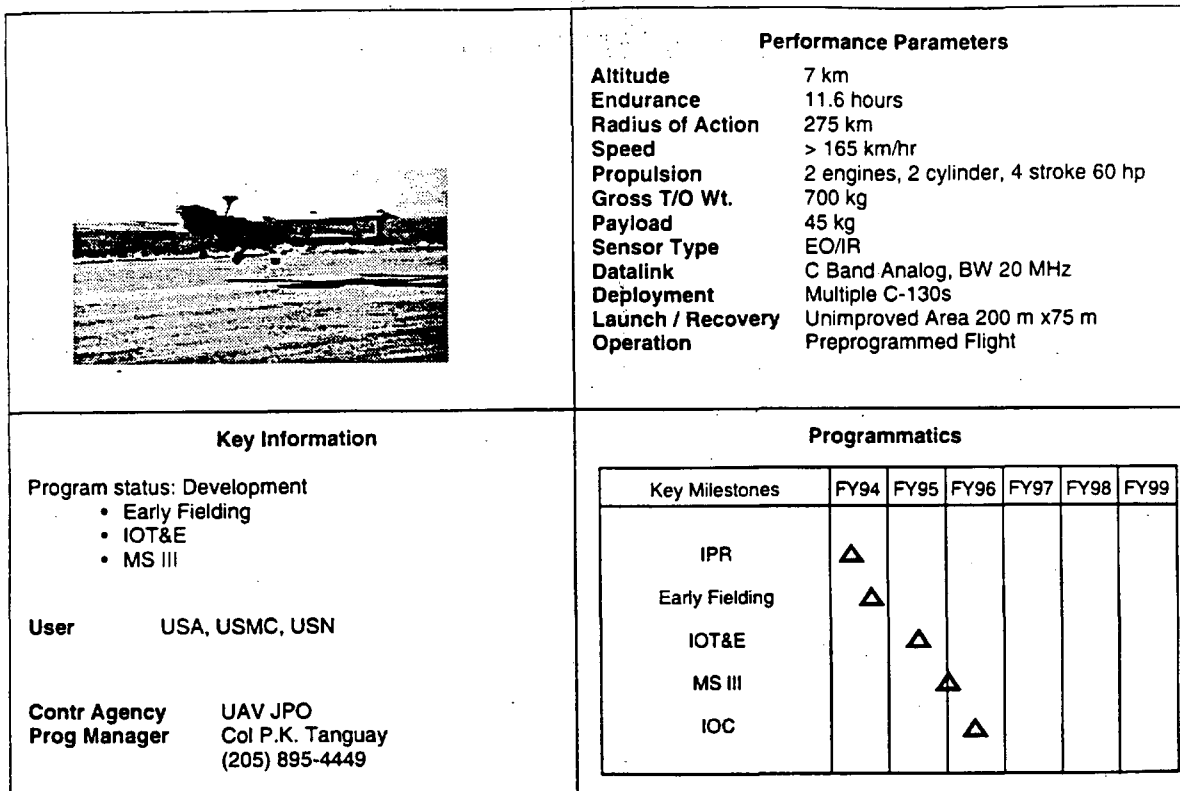 Performance Parameters
Altitude 7 km
Endurance 11.6 hours
Radius of Action 275 km
Speed > 165 km/hr
Propulsion 2 engines, 2 cylinder, 4 stroke 60 hp
Gross T/O Wt. 700 kg
Payload 45 kg
Sensor Type EO/IR
Datalink C Band Analog, BW 20 MHz
Deployment Multiple C-130s
Launch / Recovery Unimproved Area 200 m x75 m
Operation Preprogrammed Flight
Key Information
Program status: Development
• Early Fielding
• IOT&E
• MS III
User USA, USMC, USN
Contr Agency UAV JPO
Prog Manager Col P.K. Tanguay
(205) 895-4449
Programmatics
Key Milestones FY94 FY95 FY96 FY97 FY98 FY99
IPR
Early Fielding
IOT&E
MS III
IOC